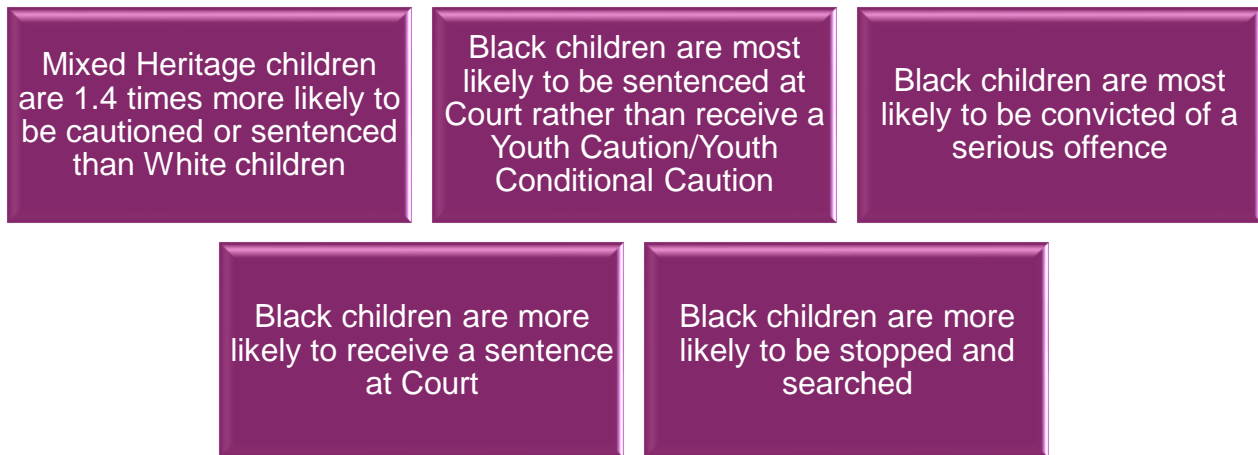 Mixed Heritage children
are 1.4 times more likely to
be cautioned or sentenced
than White children
Black children are most
likely to be sentenced at
Court rather than receive a
Youth Caution/Youth
Conditional Caution
Black children are most
likely to be convicted of a
serious offence
Black children are more
likely to receive a sentence
at Court
Black children are more
likely to be stopped and
searched